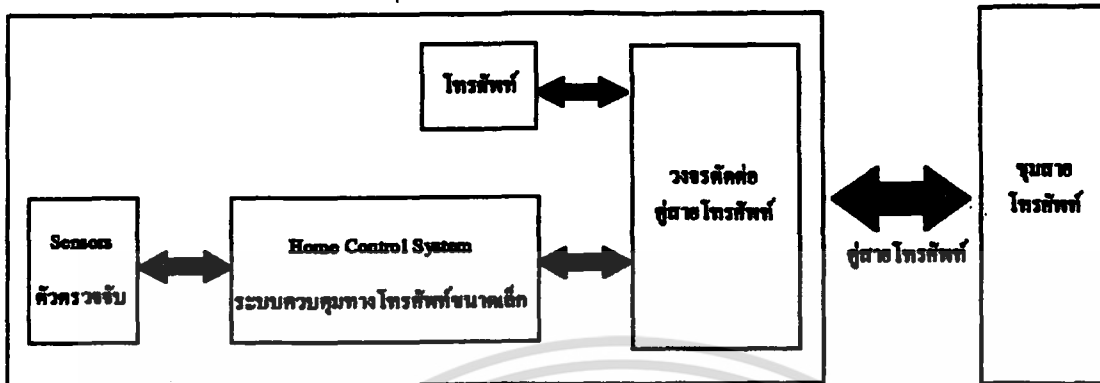 โทรศัพท์
วงจรตัดต่อ
คู่สายโทรศัพท์
ชุมสาย
โทรศัพท์
Sensors
ตัวตรวจจับ
Home Control System
ระบบควบคุมทางโทรศัพท์ขนาดเล็ก
คู่สายโทรศัพท์